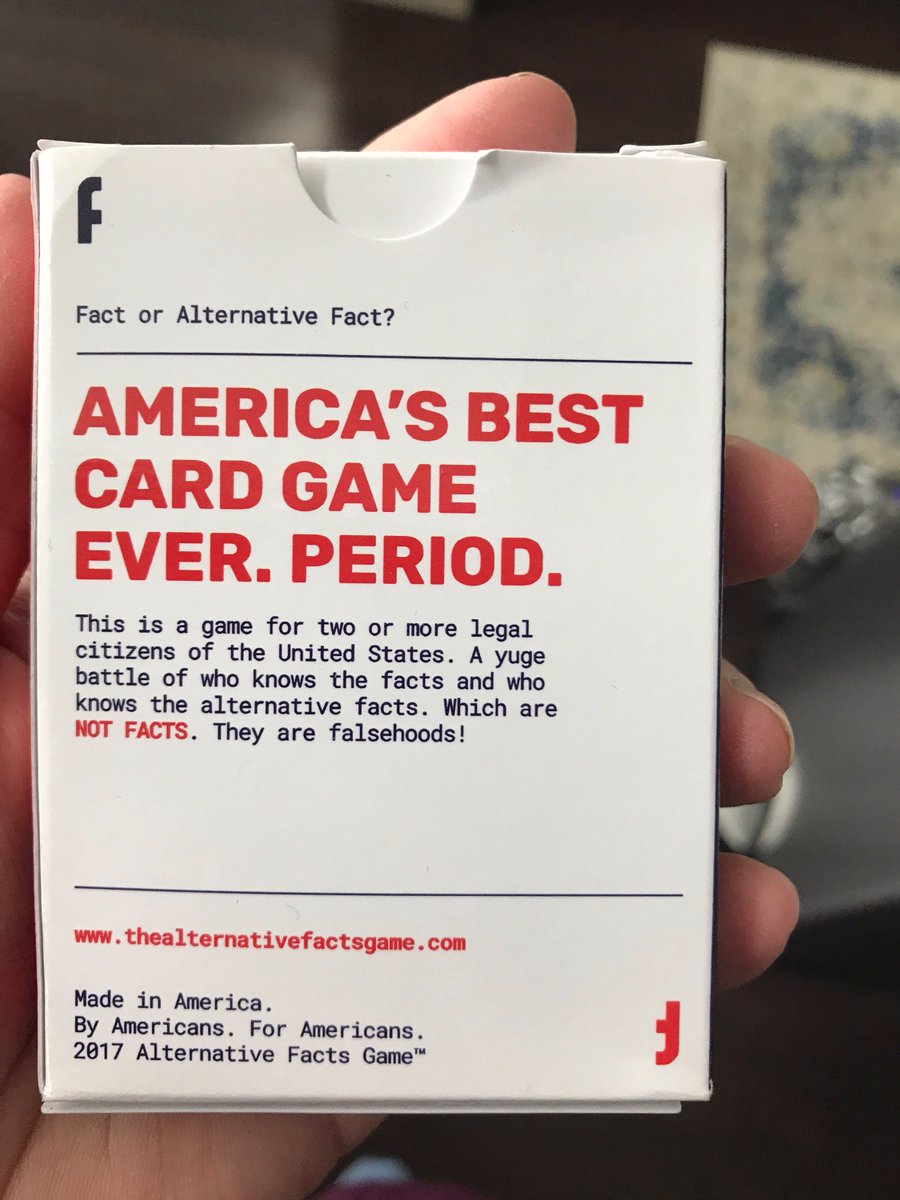 f
Fact or Alternative Fact?
AMERICA'S BEST
CARD GAME
EVER. PERIOD.
This is a game for two or more legal
citizens of the United States. A yuge
battle of who knows the facts and who
knows the alternative facts. Which are
NOT FACTS. They are falsehoods!
www.thealternativefactsgame.com
Made in America.
By Americans. For Americans.
2017 Alternative Facts Game™
f